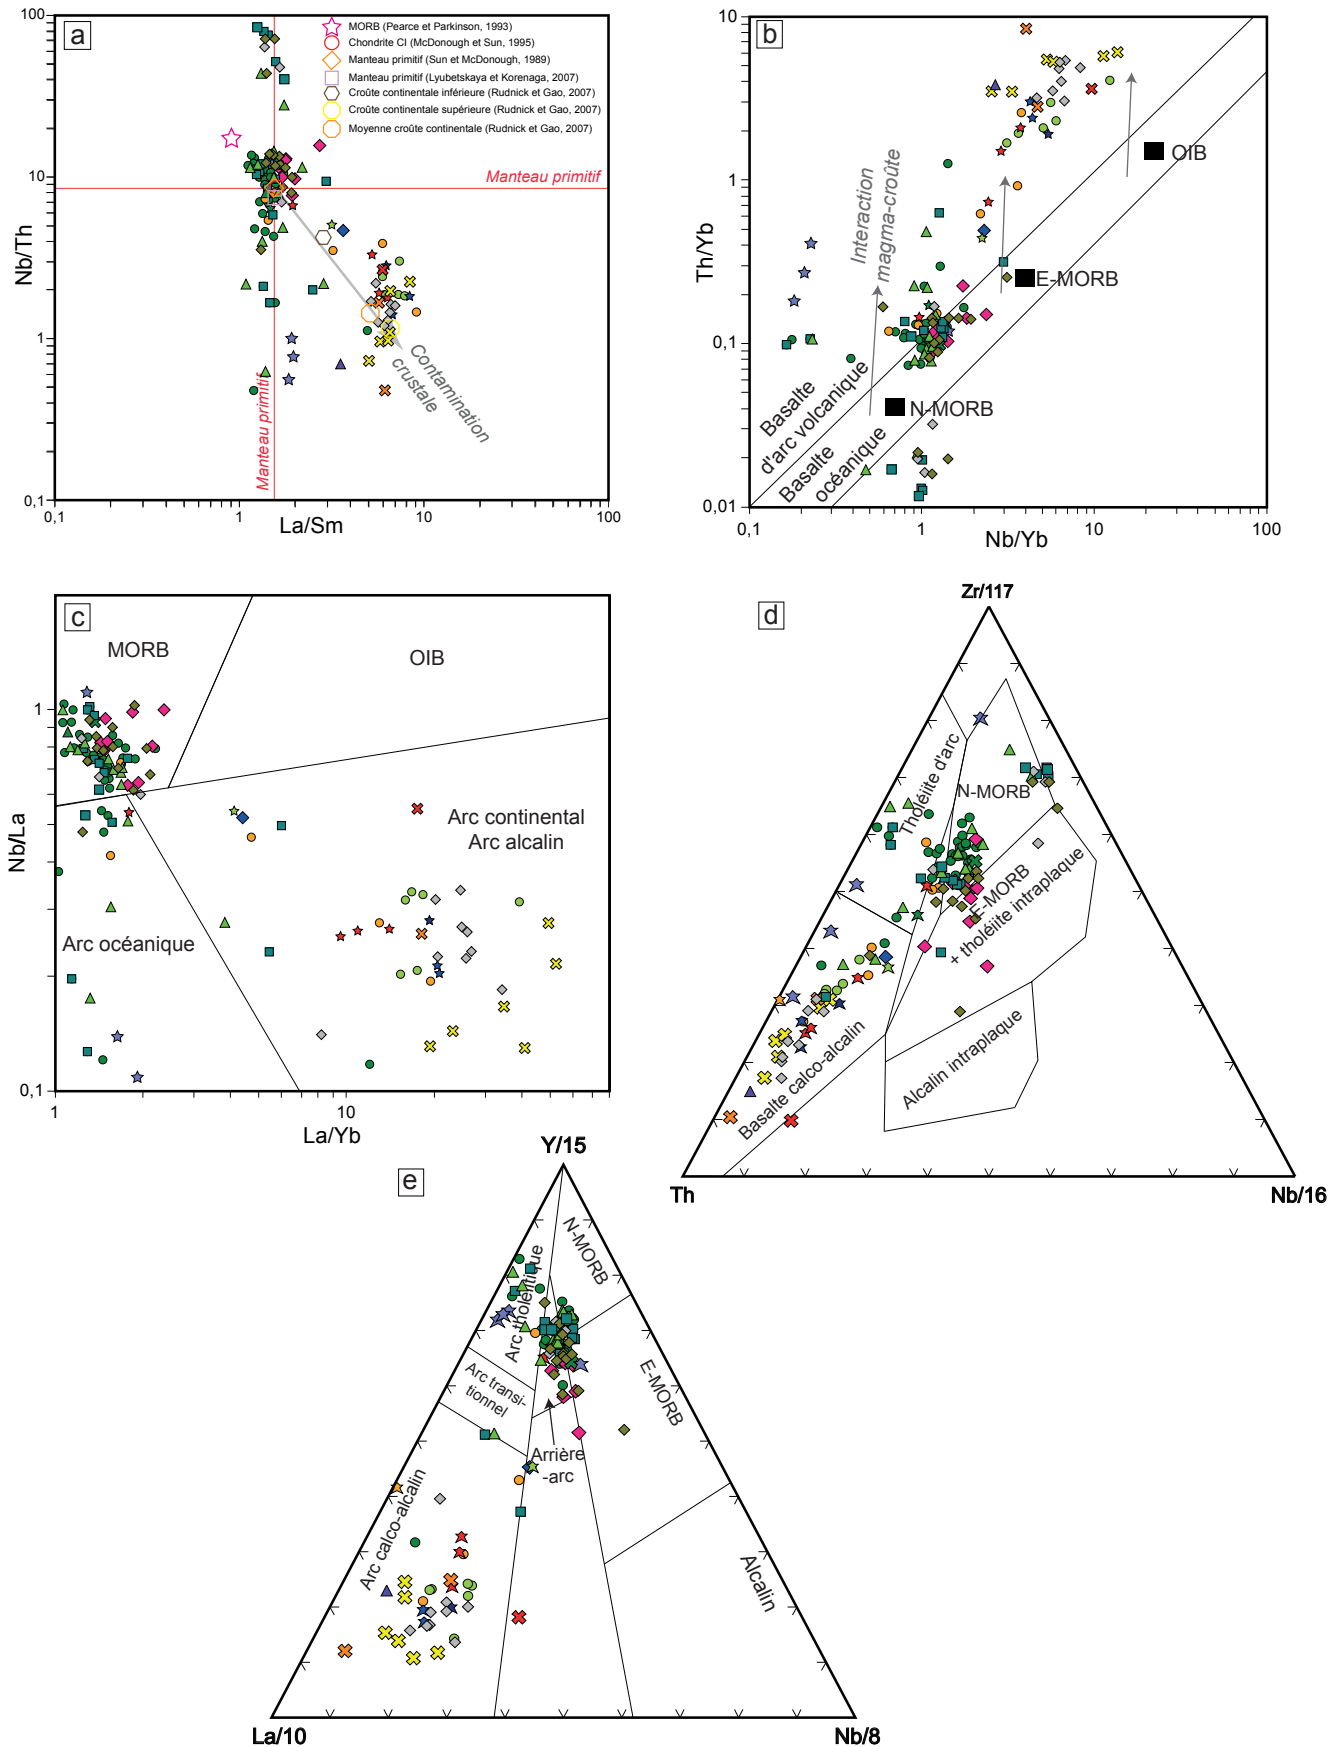 a
MORB (Pearce et Parkinson, 1993)
Chondrite CI (McDonough et Sun, 1995)
Manteau primitif (Sun et McDonough, 1989)
Manteau primitif (Lyubetskaya et Korenaga, 2007)
Croûte continentale inférieure (Rudnick et Gao, 2007)
Croûte continentale supérieure (Rudnick et Gao, 2007)
Moyenne croûte continentale (Rudnick et Gao, 2007)
100
10
1
0,1
Nb/Th
Manteau primitif
Manteau primitif
Contamination
crustale
0,1
1
10
100
La/Sm
b
10
1
0,1
0,01
Th/Yb
Interaction
magma-croûte
OIB
E-MORB
N-MORB
Basalte
d'arc volcanique
Basalte
océanique
0,1
1
10
100
Nb/Yb
c
MORB
OIB
Arc continental
Arc alcalin
Arc océanique
1
0,1
Nb/La
1
10
La/Yb
d
Zr/117
Tholéiite d'arc
N-MORB
E-MORB
+ tholéiite intraplaque
Alcalin intraplaque
Basalte calco-alcalin
Th
Nb/16
e
Y/15
N-MORB
Arc tholéiitique
Arc transi-
tionnel
E-MORB
Arrière
-arc
Arc calco-alcalin
Alcalin
La/10
Nb/8